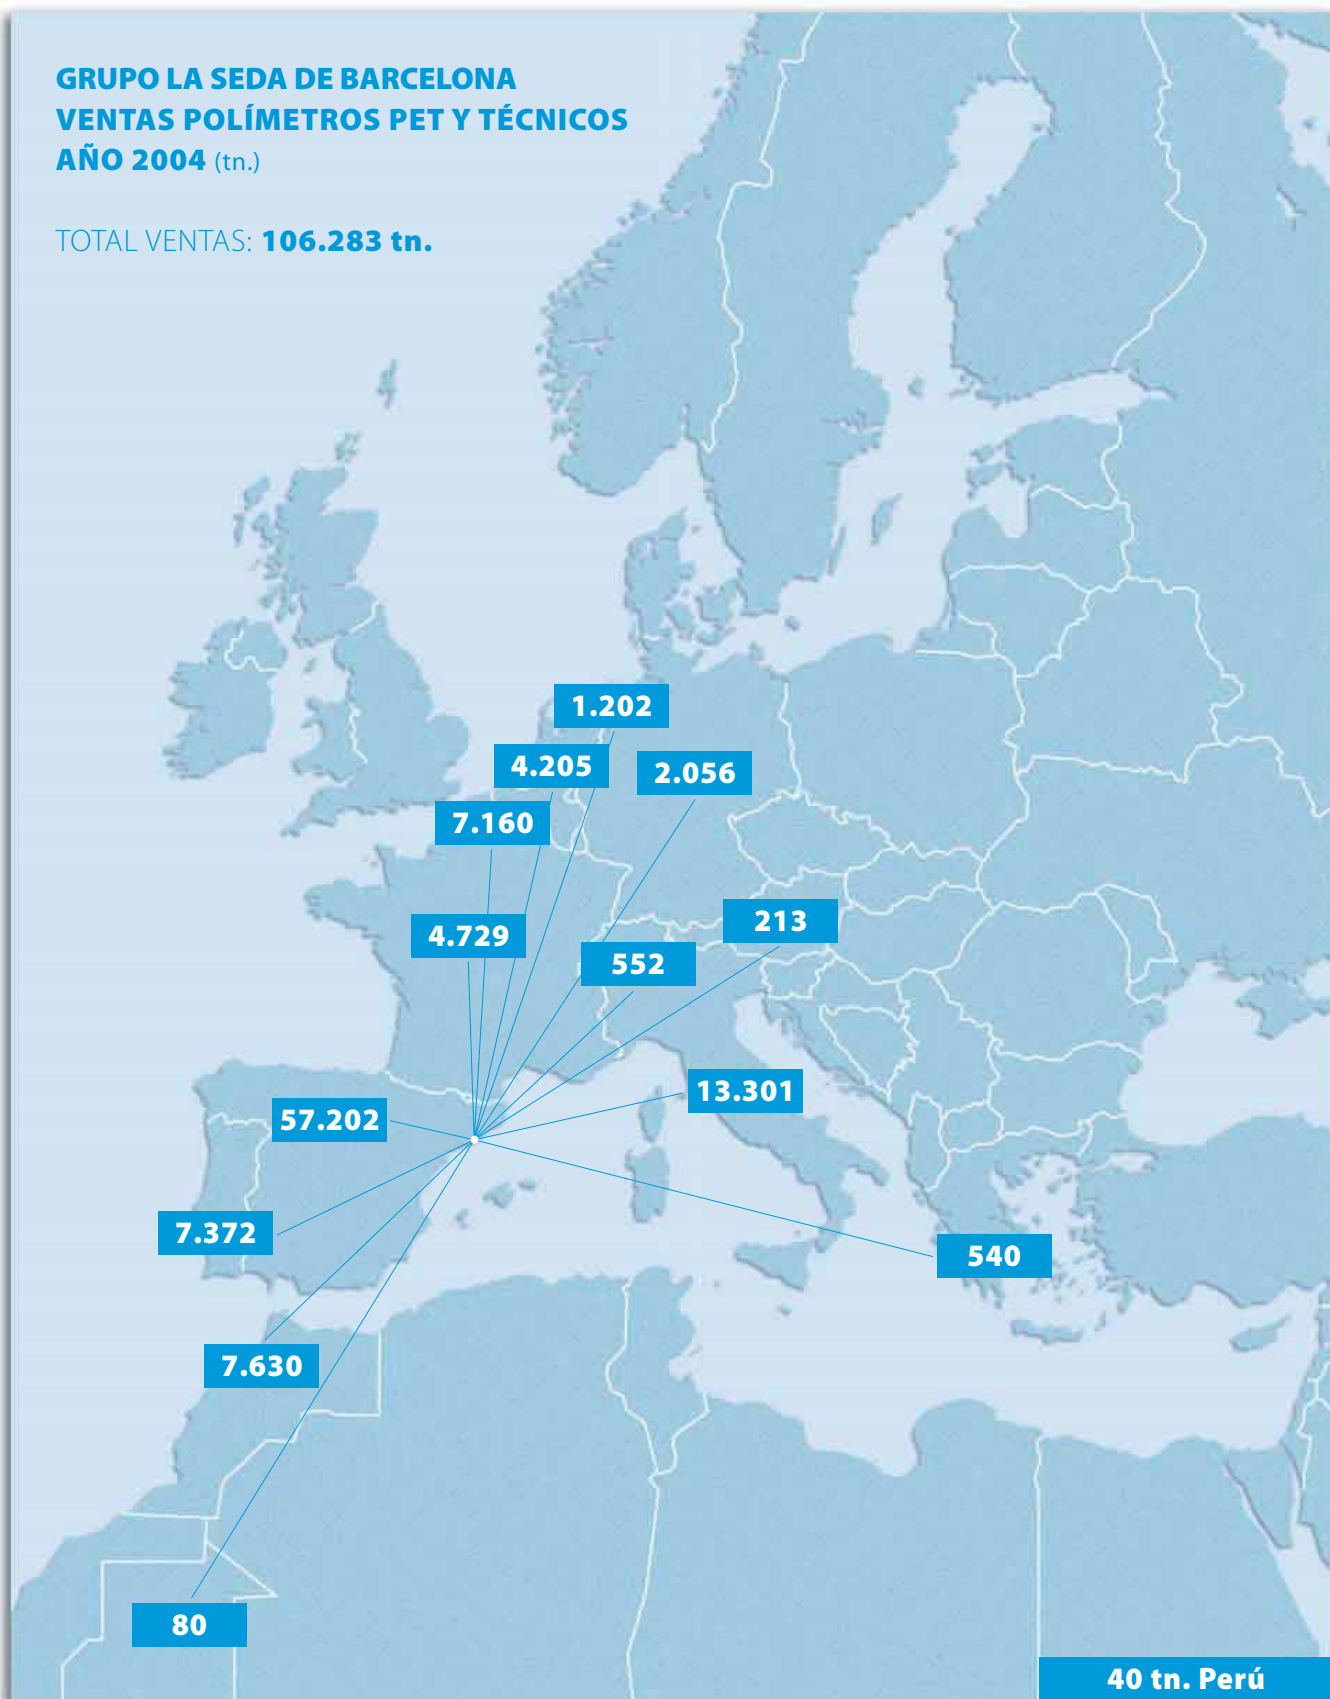 GRUPO LA SEDA DE BARCELONA
VENTAS POLÍMETROS PET Y TÉCNICOS
AÑO 2004 (tn.)
TOTAL VENTAS: 106.283 tn.
1.202
4.205
2.056
7.160
213
4.729
552
13.301
57.202
7.372
540
7.630
80
40 tn. Perú